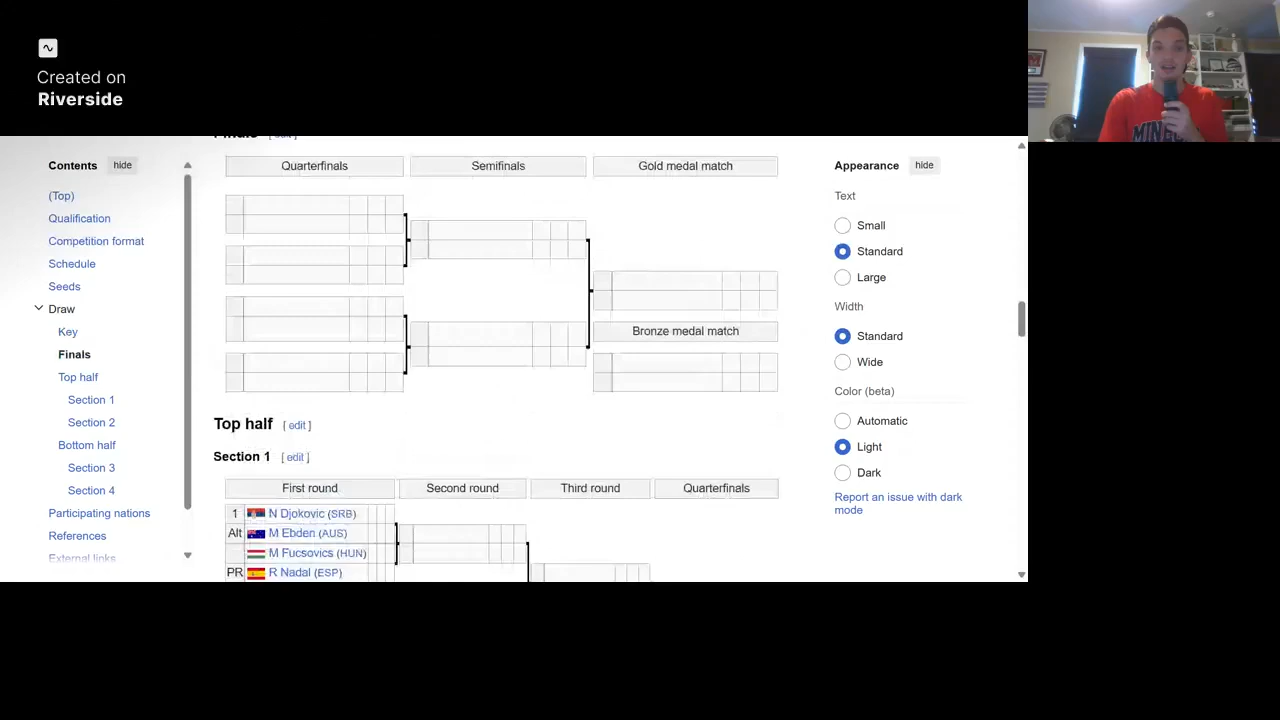 Created on
Riverside
Contents hide
(Top)
Qualification
Competition format
Schedule
Seeds
Draw
Key
Finals
Top half
Section 1
Section 2
Bottom half
Section 3
Section 4
Participating nations
References
External links
Finals [ edit ]
Quarterfinals Semifinals Gold medal match
Bronze medal match
Top half [ edit ]
Section 1 [ edit ]
First round Second round Third round Quarterfinals
1 N Djokovic (SRB)
Alt M Ebden (AUS)
M Fucsovics (HUN)
PR R Nadal (ESP)
Appearance hide
Text
Small
Standard
Large
Width
Standard
Wide
Color (beta)
Automatic
Light
Dark
Report an issue with dark
mode